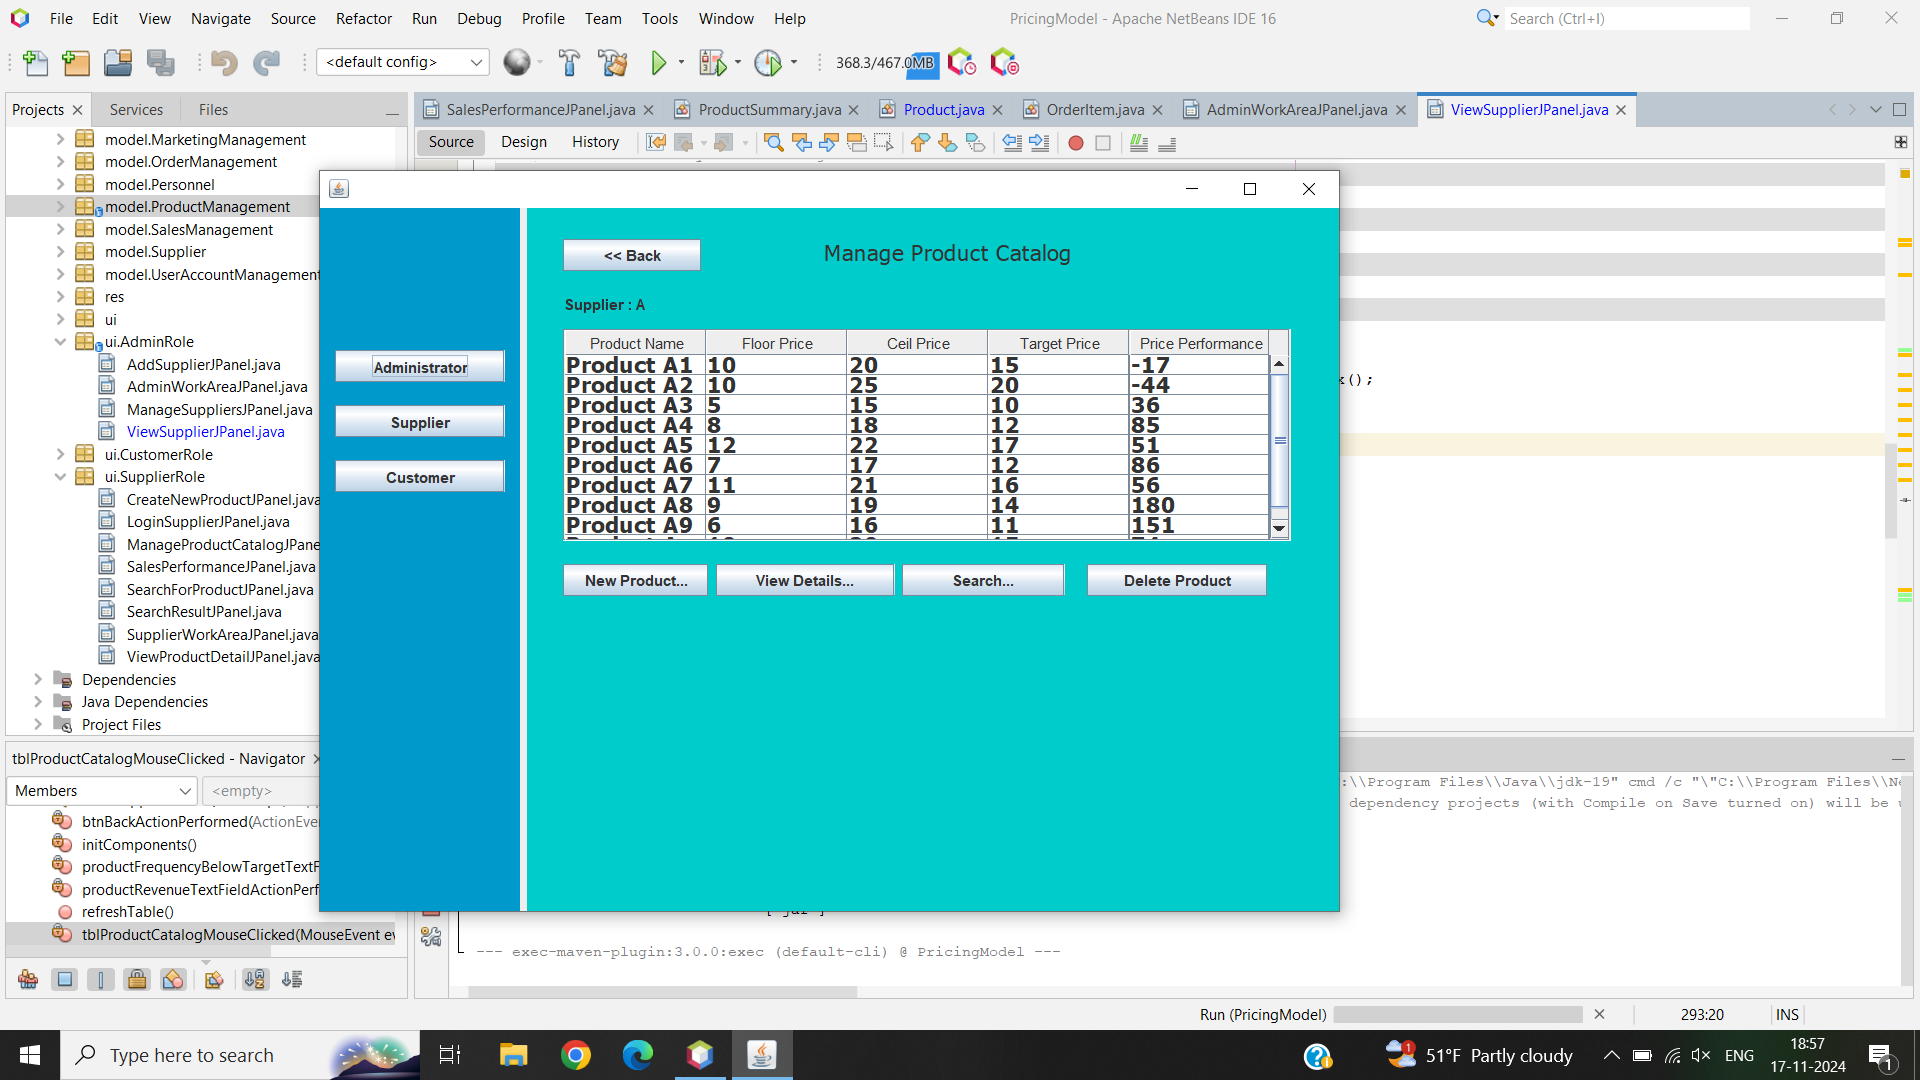 File Edit View Navigate Source Refactor Run Debug Profile Team Tools Window Help
PricingModel - Apache NetBeans IDE 16
Search (Ctrl+I)
<default config>
368.3/467.0MB
Projects Services Files
SalesPerformanceJPanel.java ProductSummary.java Product.java OrderItem.java AdminWorkAreaJPanel.java ViewSupplierJPanel.java
Source Design History
model.MarketingManagement
model.OrderManagement
model.Personnel
model.ProductManagement
model.SalesManagement
model.Supplier
model.UserAccountManagement
res
ui
ui.AdminRole
AddSupplierJPanel.java
AdminWorkAreaJPanel.java
ManageSuppliersJPanel.java
ViewSupplierJPanel.java
ui.CustomerRole
ui.SupplierRole
CreateNewProductJPanel.java
LoginSupplierJPanel.java
ManageProductCatalogJPane
SalesPerformanceJPanel.java
SearchForProductJPanel.java
SearchResultJPanel.java
SupplierWorkAreaJPanel.java
ViewProductDetailJPanel.java
Dependencies
Java Dependencies
Project Files
<< Back
Manage Product Catalog
Supplier : A
Administrator
Supplier
Customer
Product Name Floor Price Ceil Price Target Price Price Performance
Product A1 10 20 15 -17
Product A2 10 25 20 -44
Product A3 5 15 10 36
Product A4 8 18 12 85
Product A5 12 22 17 51
Product A6 7 17 12 86
Product A7 11 21 16 56
Product A8 9 19 14 180
Product A9 6 16 11 151
New Product... View Details... Search... Delete Product
();
tblProductCatalogMouseClicked - Navigator
Members
<empty>
btnBackActionPerformed(ActionEve
initComponents()
productFrequencyBelowTargetTextF
productRevenueTextFieldActionPerf
refreshTable()
tblProductCatalogMouseClicked(MouseEvent ev
:\\Program Files\\Java\\jdk-19" cmd /c "\"C:\\Program Files\\Ne
dependency projects (with Compile on Save turned on) will be u
[ jar ]
--- exec-maven-plugin:3.0.0:exec (default-cli) @ PricingModel ---
Run (PricingModel)
293:20 INS
Type here to search
51°F Partly cloudy
ENG
18:57
17-11-2024
1
1